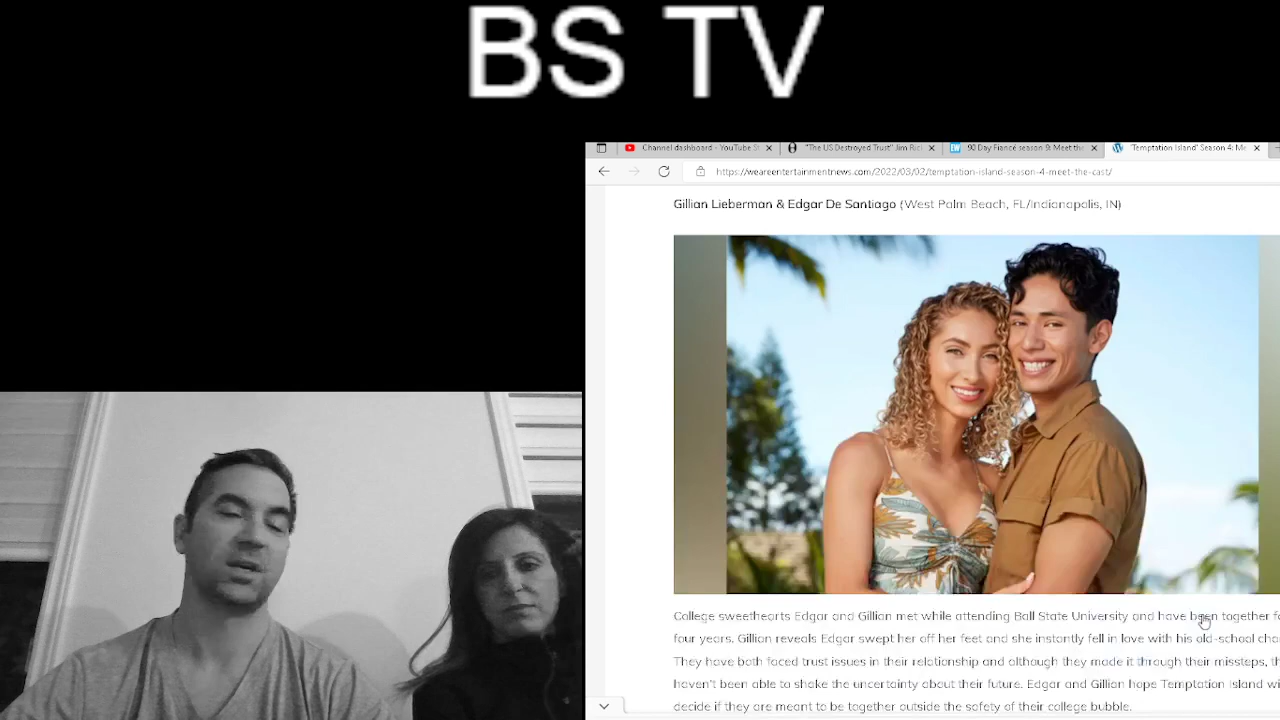 BS TV
Channel dashboard - YouTube
"The US Destroyed Trust" Jim Ric
EW 90 Day Fiancé season 9: Meet the
'Temptation Island' Season 4: Me
https://weareentertainmentnews.com/2022/03/02/temptation-island-season-4-meet-the-cast/
Gillian Lieberman & Edgar De Santiago (West Palm Beach, FL/Indianapolis, IN)
College sweethearts Edgar and Gillian met while attending Ball State University and have been together fo
four years. Gillian reveals Edgar swept her off her feet and she instantly fell in love with his old-school cha
They have both faced trust issues in their relationship and although they made it through their missteps, th
haven't been able to shake the uncertainty about their future. Edgar and Gillian hope Temptation Island wi
decide if they are meant to be together outside the safety of their college bubble.